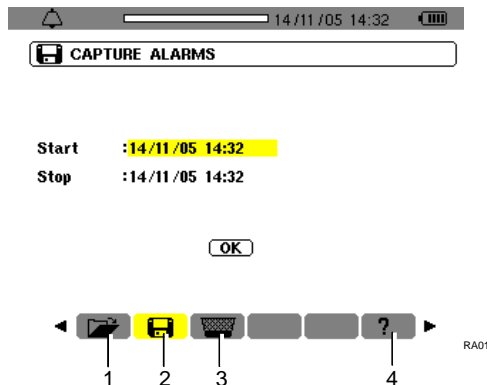 14/11/05 14:32
CAPTURE ALARMS
Start :14/11/05 14:32
Stop :14/11/05 14:32
OK
?
RA01
1 2 3 4